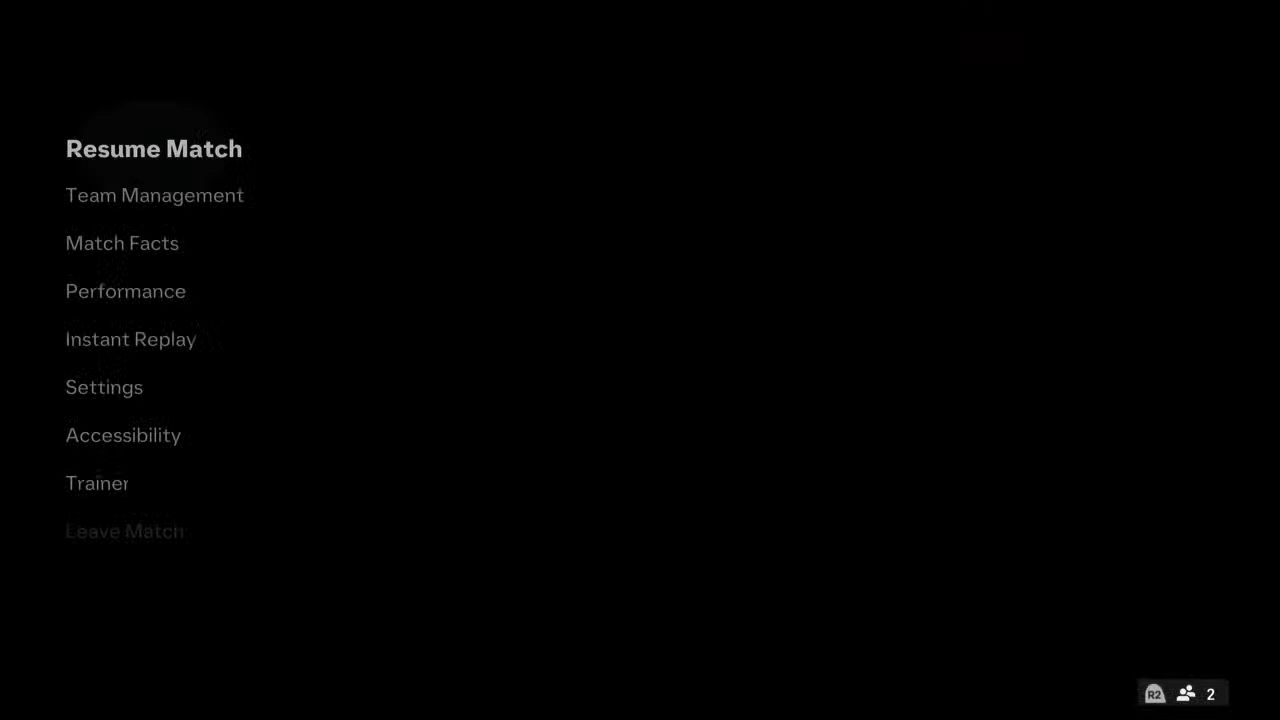 Resume Match
Team Management
Match Facts
Performance
Instant Replay
Settings
Accessibility
Trainer
Leave Match
R2 2